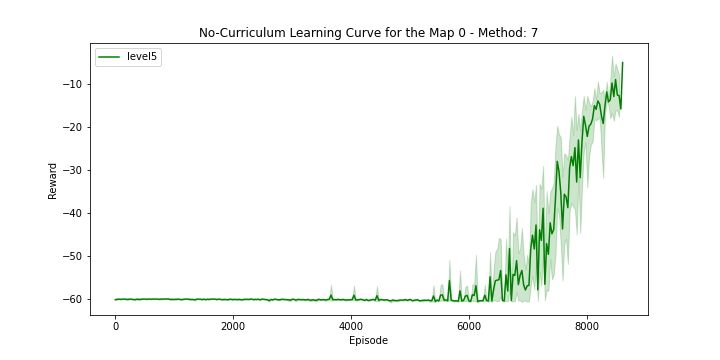 No-Curriculum Learning Curve for the Map 0 - Method: 7
level5
Reward
−10
−20
−30
−40
−50
−60
0
2000
4000
6000
8000
Episode